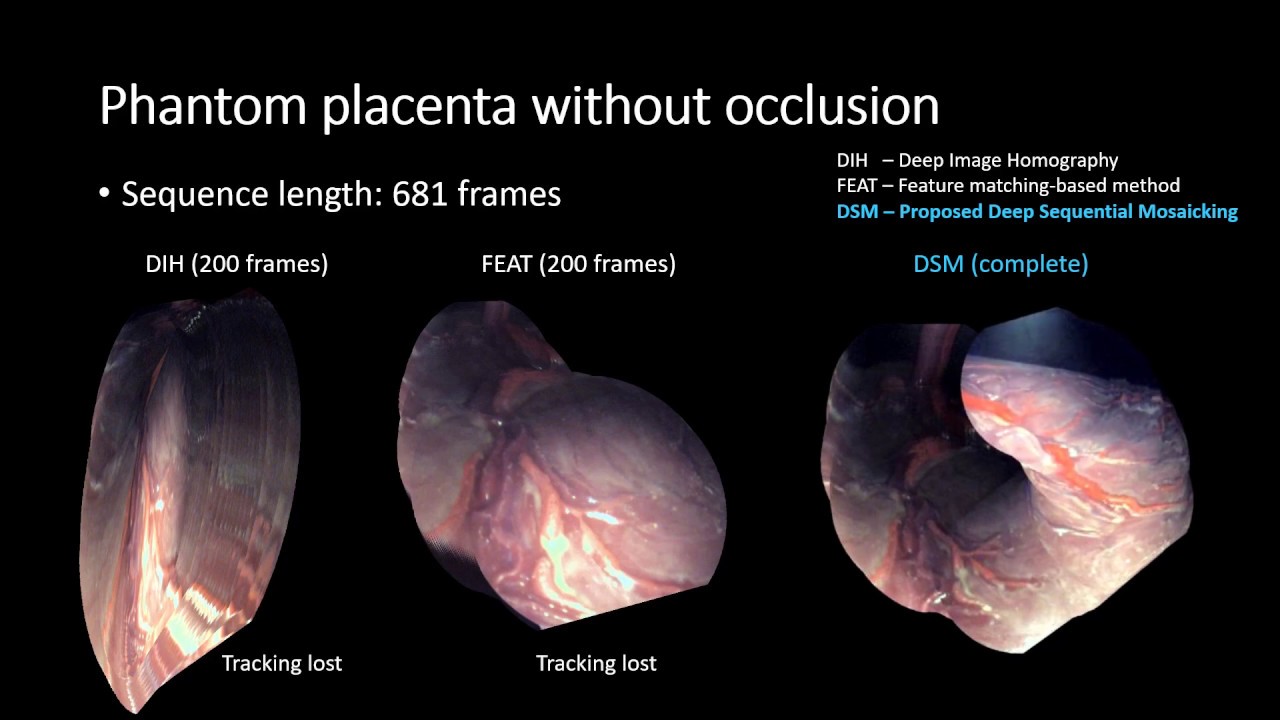 Phantom placenta without occlusion
• Sequence length: 681 frames
DIH – Deep Image Homography
FEAT – Feature matching-based method
DSM – Proposed Deep Sequential Mosaicking
DIH (200 frames)
FEAT (200 frames)
DSM (complete)
Tracking lost
Tracking lost